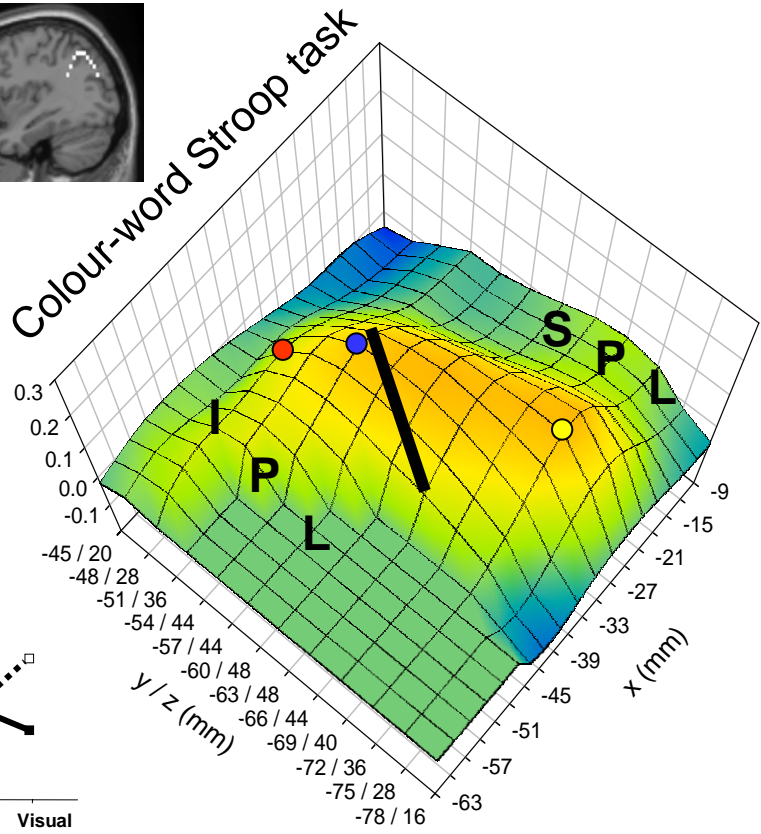 Colour-word Stroop task
S
P
L
I
P
L
0.3
0.2
0.1
0.0
-0.1
-45 / 20
-48 / 28
-51 / 36
-54 / 44
-57 / 44
-60 / 48
-63 / 48
-66 / 44
-69 / 40
-72 / 36
-75 / 28
-78 / 16
y / z (mm)
-9
-15
-21
-27
-33
-39
-45
-51
-57
-63
x (mm)
Visual